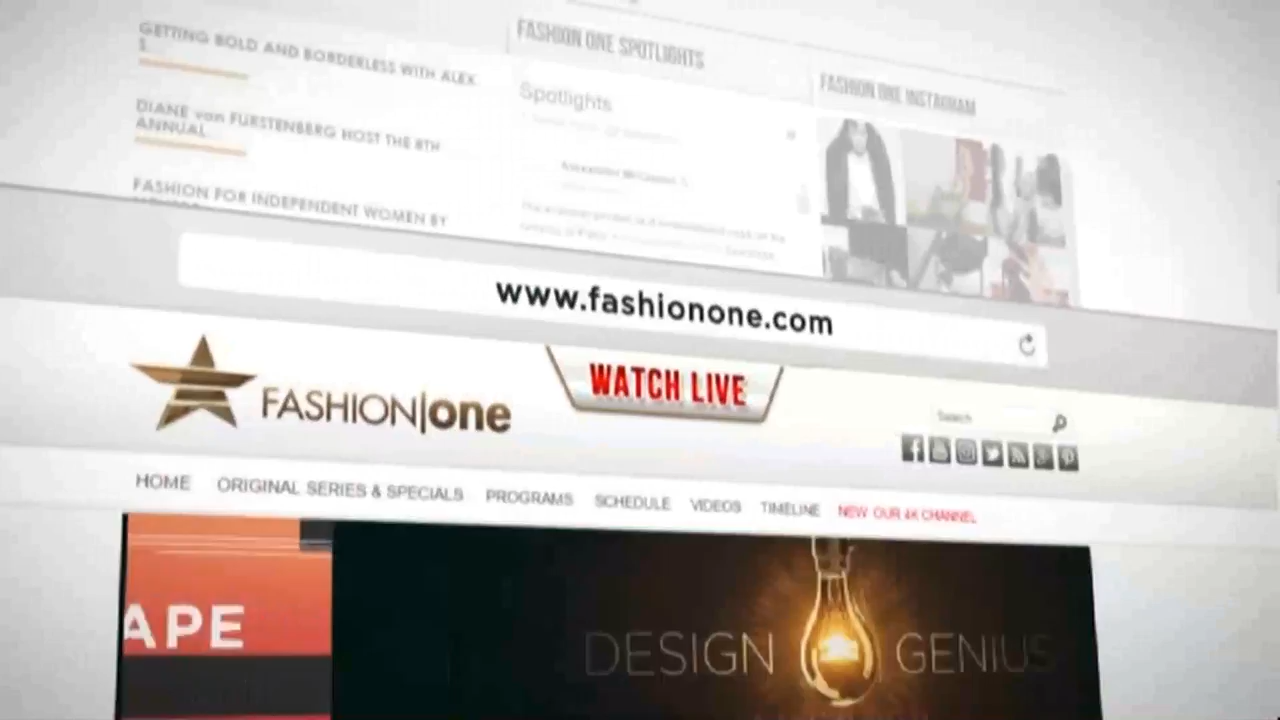 GETTING BOLD AND BORDERLESS WITH ALEX
S...
DIANE von FURSTENBERG HOST THE 8TH
ANNUAL...
FASHION FOR INDEPENDENT WOMEN BY
FASHION ONE SPOTLIGHTS
Spotlights
FASHION ONE INSTAGRAM
www.fashionone.com
FASHION|one
WATCH LIVE
Search
HOME ORIGINAL SERIES & SPECIALS PROGRAMS SCHEDULE VIDEOS TIMELINE NEW OUR 4K CHANNEL
APE
DESIGN GENIUS